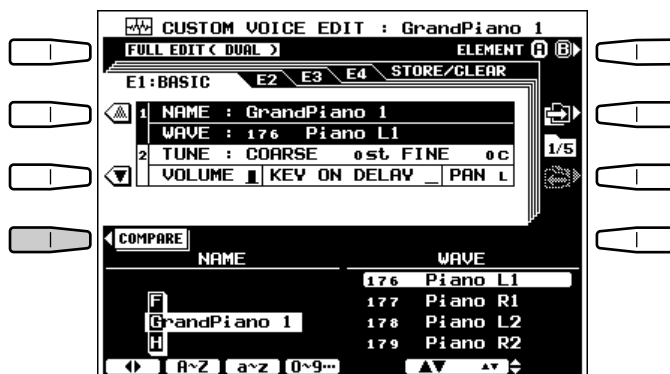 CUSTOM VOICE EDIT : GrandPiano 1
FULL EDIT ( DUAL ) ELEMENT A B
E1:BASIC E2 E3 E4 STORE/CLEAR
1 NAME : GrandPiano 1
WAVE : 176 Piano L1
1/5
2 TUNE : COARSE 0st FINE 0C
VOLUME KEY ON DELAY PAN L
COMPARE
NAME WAVE
176 Piano L1
F 177 Piano R1
GrandPiano 1 178 Piano L2
H 179 Piano R2
A~Z a~z 0~9…